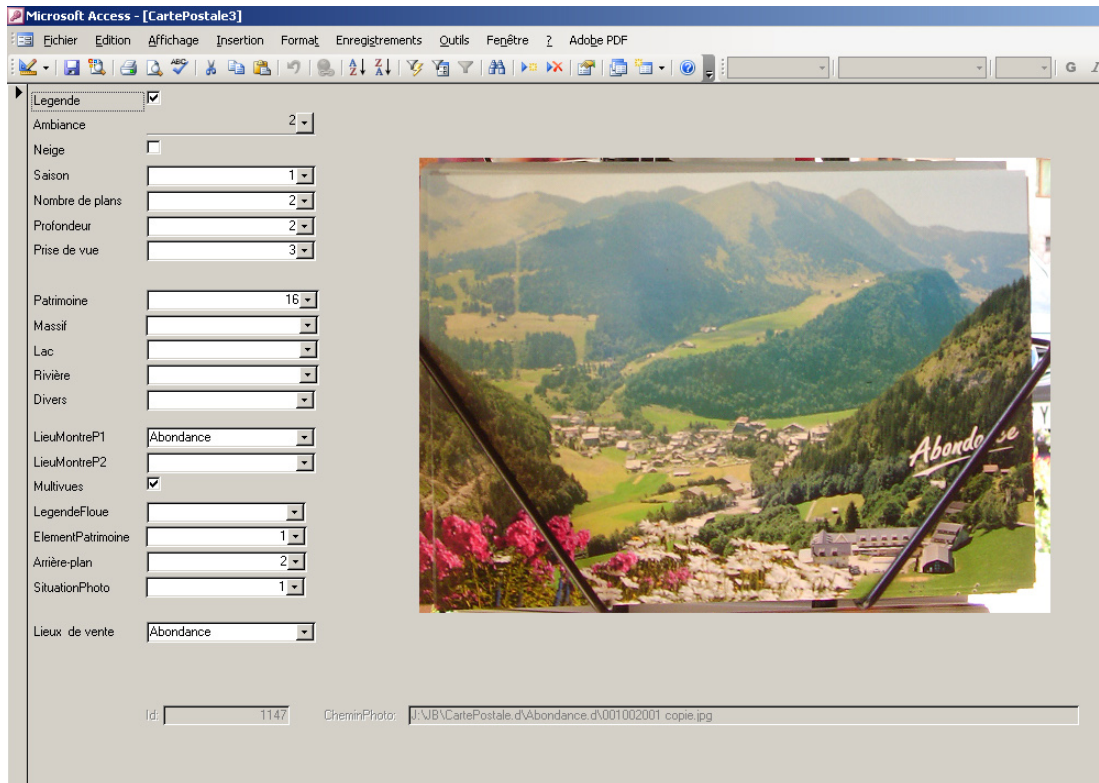 Microsoft Access - [CartePostale3]
Fichier Edition Affichage Insertion Format Enregistrements Outils Fenêtre ? Adobe PDF
G I
Legende
Ambiance 2
Neige
Saison 1
Nombre de plans 2
Profondeur 2
Prise de vue 3
Patrimoine 16
Massif
Lac
Rivière
Divers
LieuMontreP1 Abondance
LieuMontreP2
Multivues
LegendeFloue
ElementPatrimoine 1
Arrière-plan 2
SituationPhoto 1
Lieux de vente Abondance
Abondance
Id: 1147 CheminPhoto: J:\JB\CartePostale.d\Abondance.d\001002001 copie.jpg